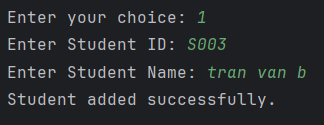 Enter your choice: 1
Enter Student ID: S003
Enter Student Name: tran van b
Student added successfully.